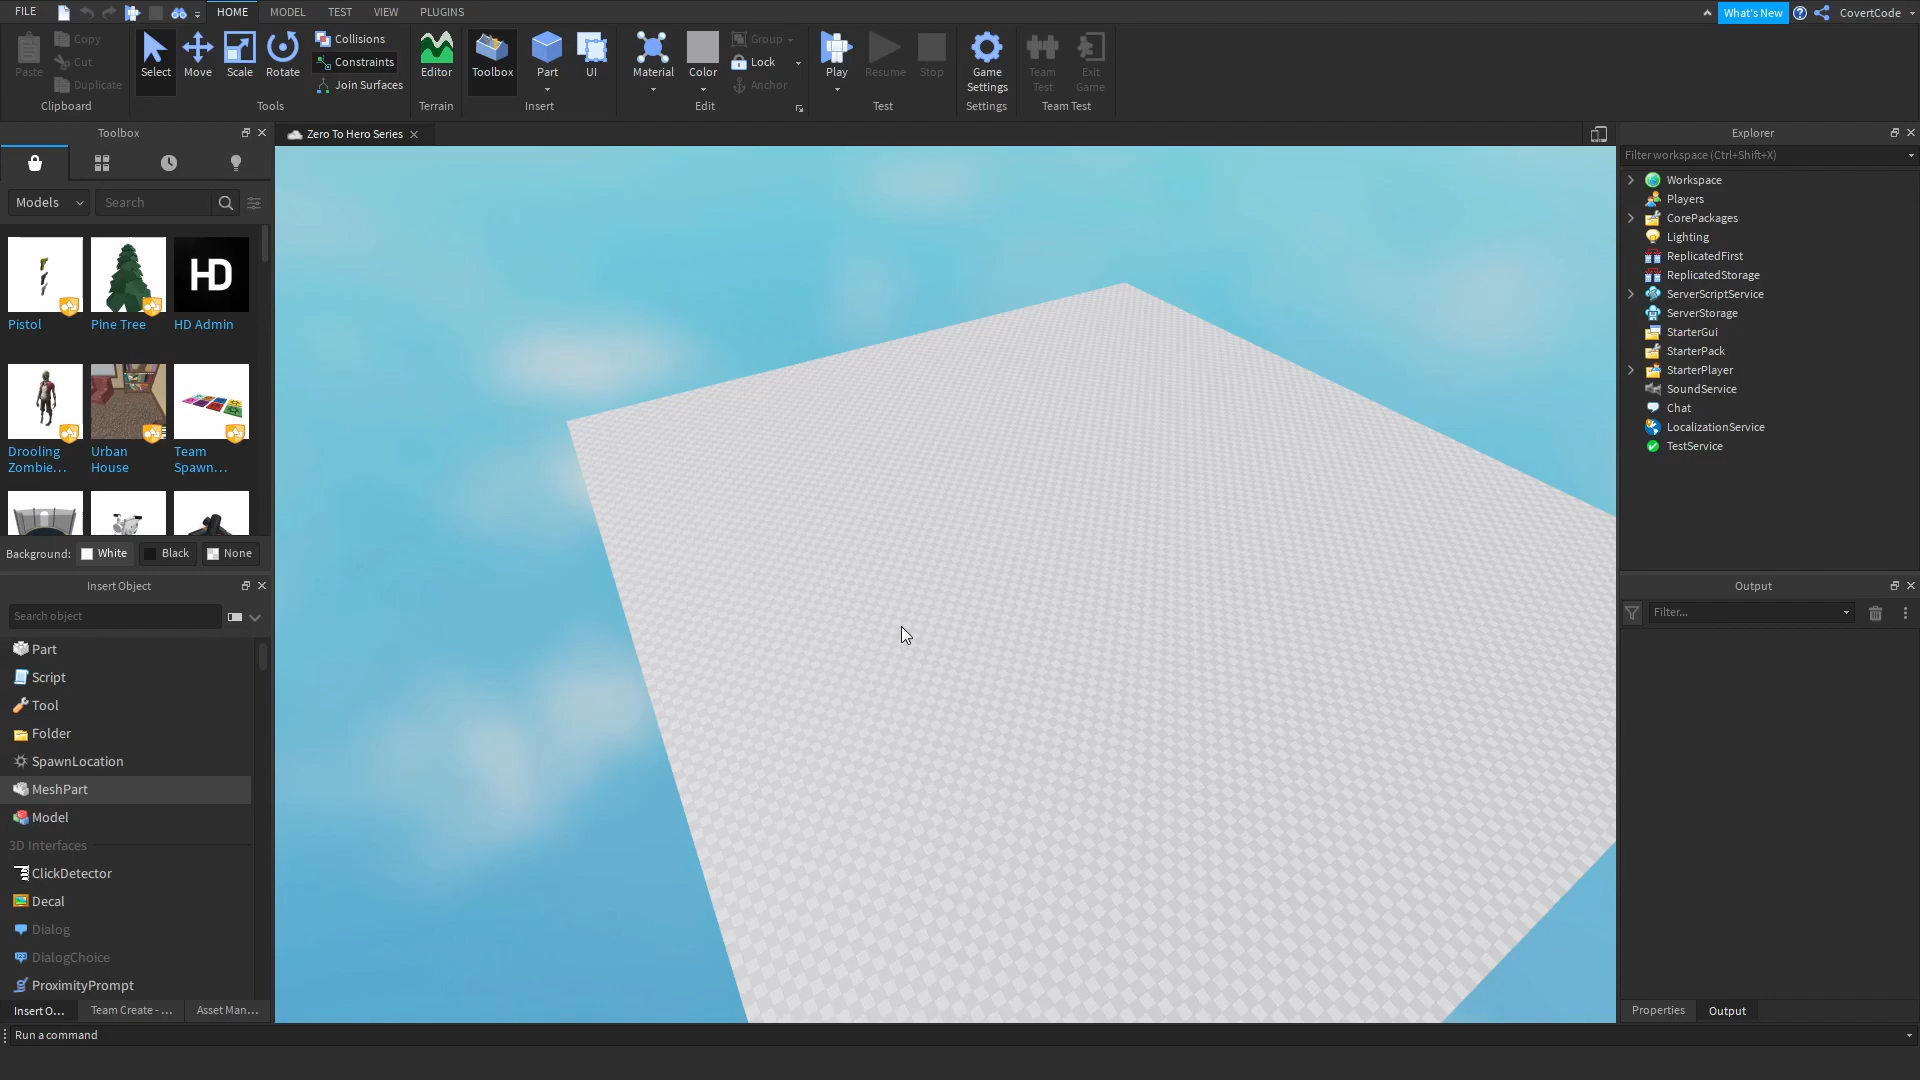 FILE HOME MODEL TEST VIEW PLUGINS What's New CovertCode
Paste Copy Cut Duplicate Clipboard
Select Move Scale Rotate Collisions Constraints Join Surfaces Tools
Editor Terrain
Toolbox Part UI Insert
Material Color Group Lock Anchor Edit
Play Resume Stop Test
Game Settings Settings
Team Test Exit Game Team Test
Toolbox
Models Search
HD
Pistol Pine Tree HD Admin
Drooling Zombie... Urban House Team Spawn...
Background: White Black None
Insert Object
Search object
Part
Script
Tool
Folder
SpawnLocation
MeshPart
Model
3D Interfaces
ClickDetector
Decal
Dialog
DialogChoice
ProximityPrompt
Insert O... Team Create - ... Asset Man...
Run a command
Zero To Hero Series
Explorer
Filter workspace (Ctrl+Shift+X)
Workspace
Players
CorePackages
Lighting
ReplicatedFirst
ReplicatedStorage
ServerScriptService
ServerStorage
StarterGui
StarterPack
StarterPlayer
SoundService
Chat
LocalizationService
TestService
Output
Filter...
Properties Output